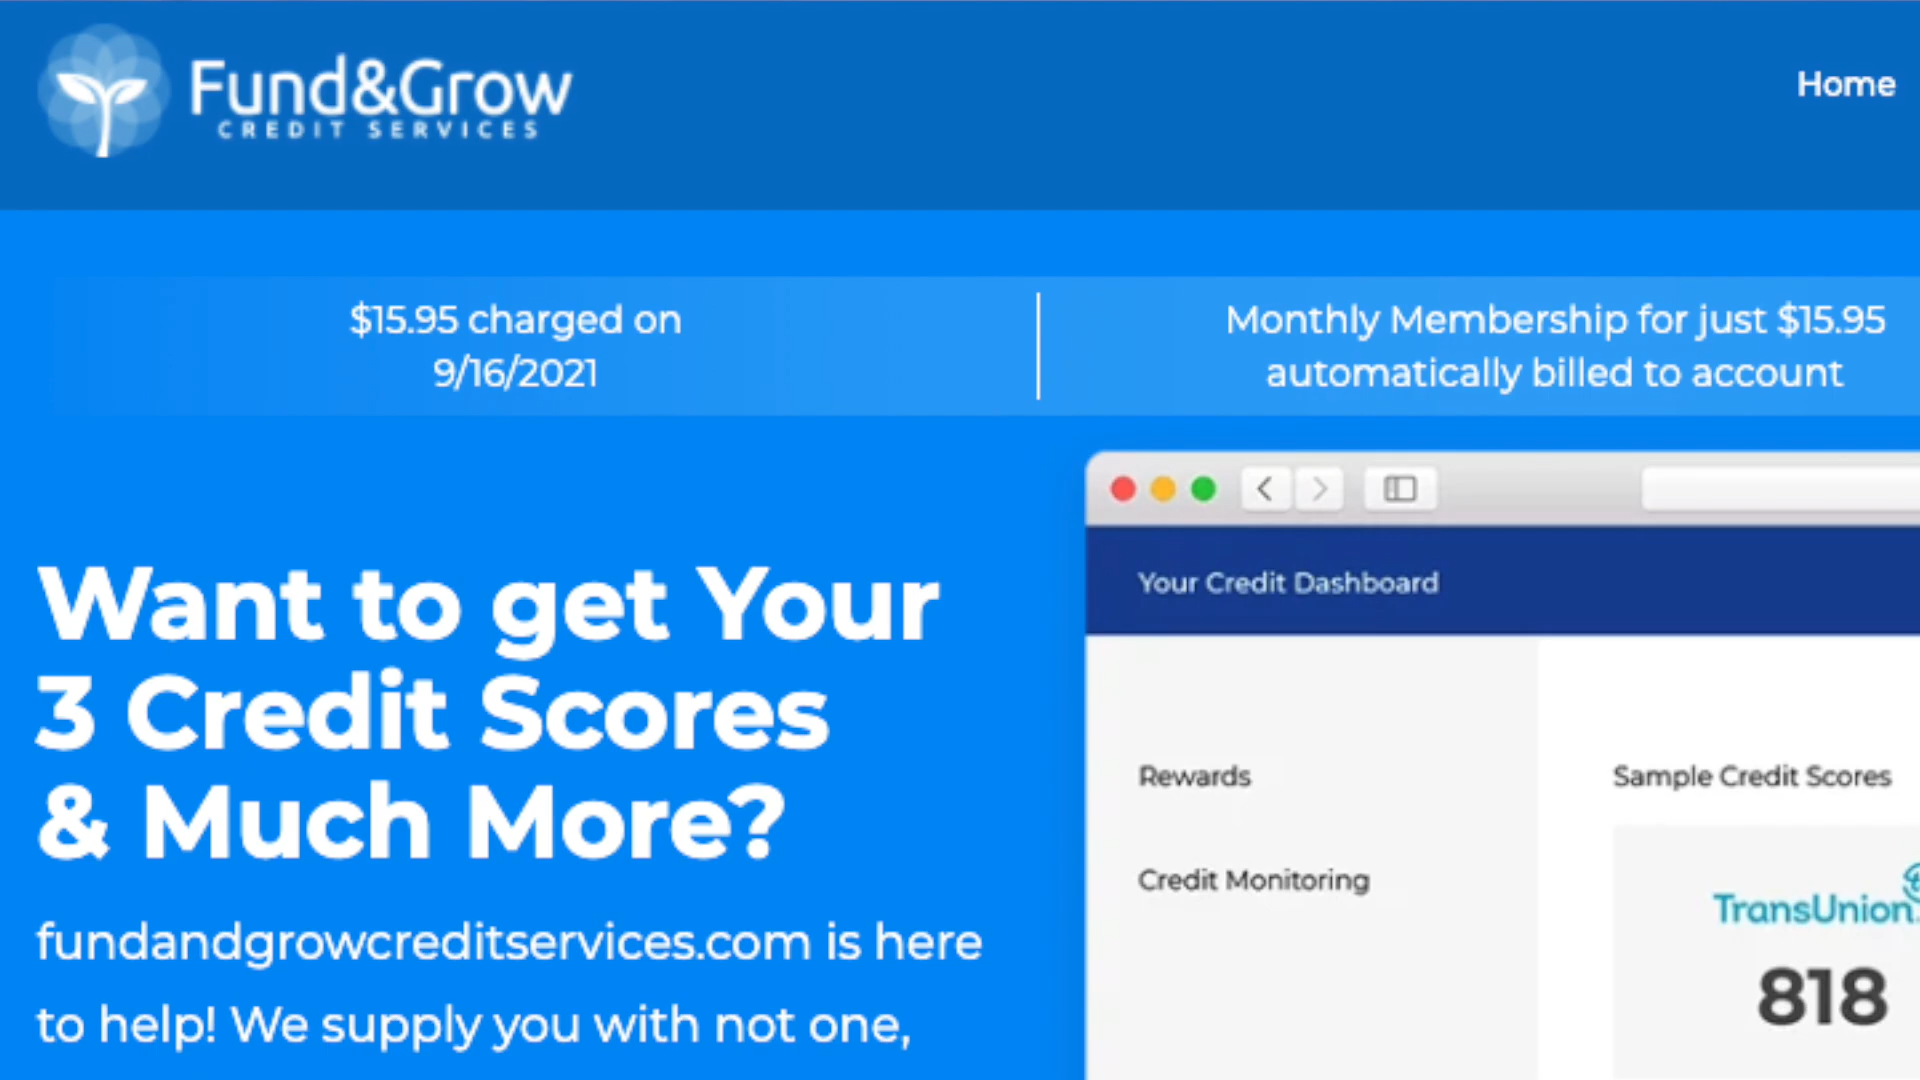 Fund&Grow
CREDIT SERVICES
Home
$15.95 charged on
9/16/2021
Monthly Membership for just $15.95
automatically billed to account
Want to get Your
3 Credit Scores
& Much More?
fundandgrowcreditservices.com is here
to help! We supply you with not one,
Your Credit Dashboard
Rewards
Credit Monitoring
Sample Credit Scores
TransUnion
818